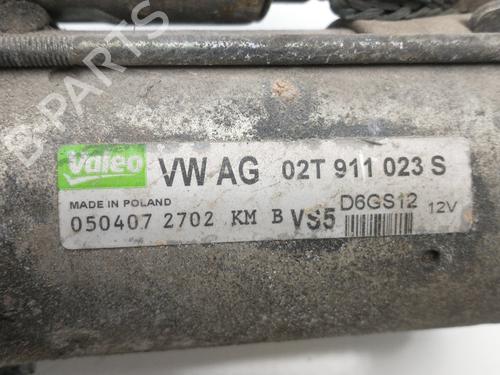 B-Parts
Valeo VW AG 02T 911 023 S
MADE IN POLAND D6GS12 12V
050407 2702 KM B VS5